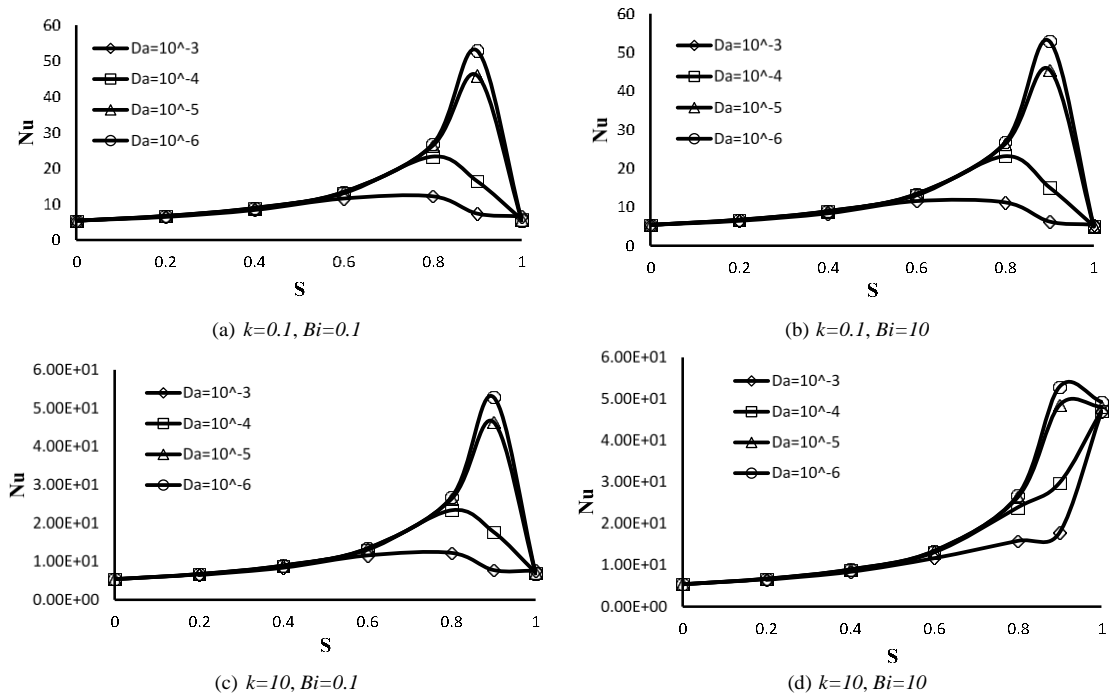 60
50
40
30
20
10
0
Nu
Da=10^-3
Da=10^-4
Da=10^-5
Da=10^-6
0 0.2 0.4 0.6 0.8 1
S
(a) k=0.1, Bi=0.1
60
50
40
30
20
10
0
Nu
Da=10^-3
Da=10^-4
Da=10^-5
Da=10^-6
0 0.2 0.4 0.6 0.8 1
S
(b) k=0.1, Bi=10
6.00E+01
5.00E+01
4.00E+01
3.00E+01
2.00E+01
1.00E+01
0.00E+00
Nu
Da=10^-3
Da=10^-4
Da=10^-5
Da=10^-6
0 0.2 0.4 0.6 0.8 1
S
(c) k=10, Bi=0.1
6.00E+01
5.00E+01
4.00E+01
3.00E+01
2.00E+01
1.00E+01
0.00E+00
Nu
Da=10^-3
Da=10^-4
Da=10^-5
Da=10^-6
0 0.2 0.4 0.6 0.8 1
S
(d) k=10, Bi=10